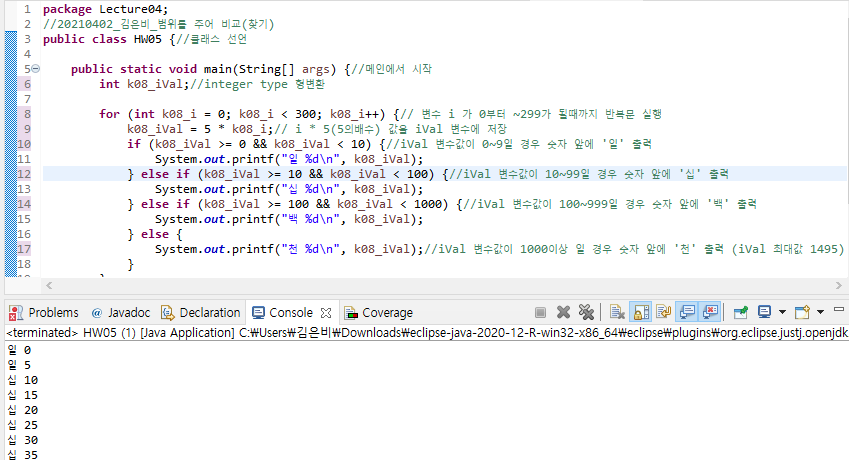 1 package Lecture04;
2 //20210402_김은비_범위를 주어 비교(찾기)
3 public class HW05 {//클래스 선언
4
5 public static void main(String[] args) {//메인에서 시작
6 int k08_iVal;//integer type 형변환
7
8 for (int k08_i = 0; k08_i < 300; k08_i++) {// 변수 i 가 0부터 ~299가 될때까지 반복문 실행
9 k08_iVal = 5 * k08_i;// i * 5(5의배수) 값을 iVal 변수에 저장
10 if (k08_iVal >= 0 && k08_iVal < 10) {//iVal 변수값이 0~9일 경우 숫자 앞에 '일' 출력
11 System.out.printf("일 %d\n", k08_iVal);
12 } else if (k08_iVal >= 10 && k08_iVal < 100) {//iVal 변수값이 10~99일 경우 숫자 앞에 '십' 출력
13 System.out.printf("십 %d\n", k08_iVal);
14 } else if (k08_iVal >= 100 && k08_iVal < 1000) {//iVal 변수값이 100~999일 경우 숫자 앞에 '백' 출력
15 System.out.printf("백 %d\n", k08_iVal);
16 } else {
17 System.out.printf("천 %d\n", k08_iVal);//iVal 변수값이 1000이상 일 경우 숫자 앞에 '천' 출력 (iVal 최대값 1495)
18 }
Problems @ Javadoc Declaration Console Coverage
<terminated> HW05 (1) [Java Application] C:₩Users₩김은비₩Downloads₩eclipse-java-2020-12-R-win32-x86_64₩eclipse₩plugins₩org.eclipse.justj.openjdk
일 0
일 5
십 10
십 15
십 20
십 25
십 30
십 35